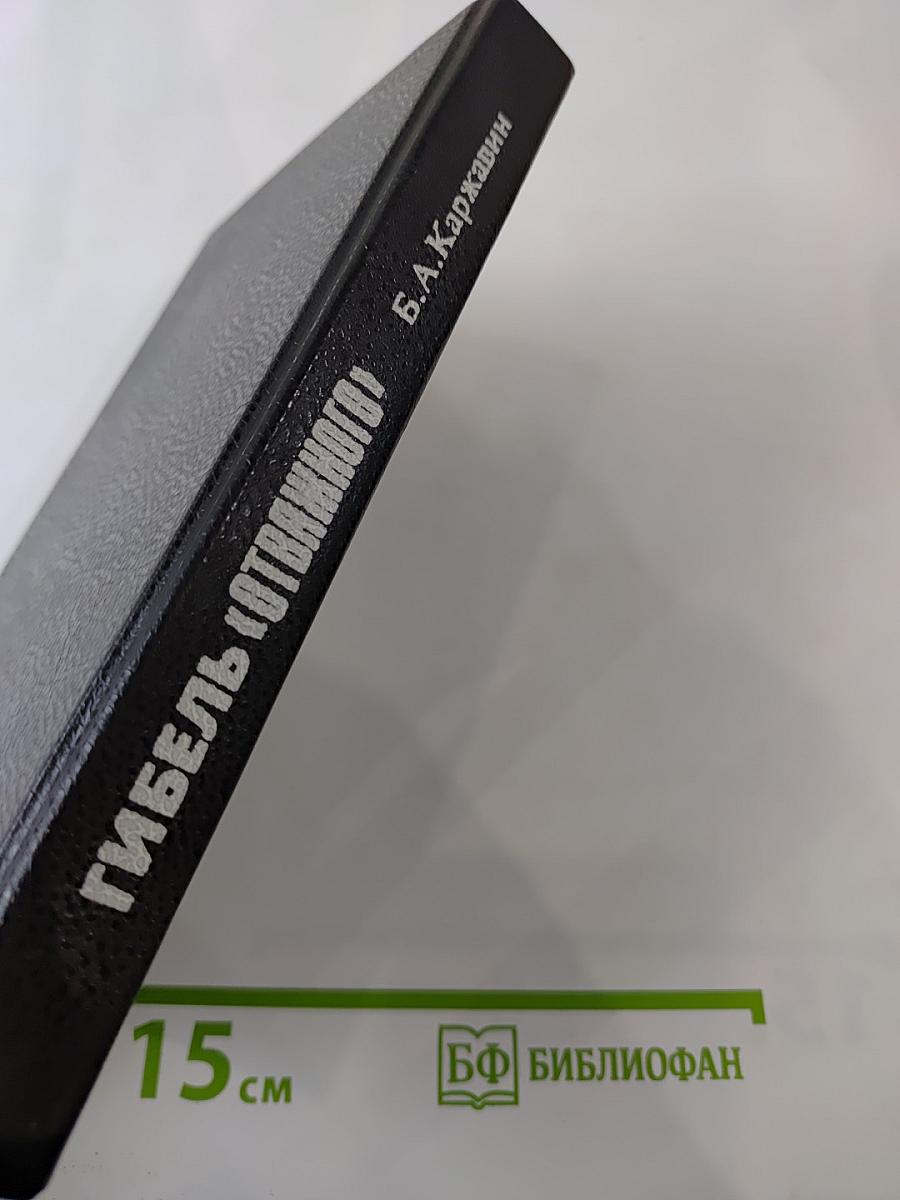 ГИБЕЛЬ «ОТВАЖНОГО» Б.А.Каржавин
15 см
БФ БИБЛИОФАН